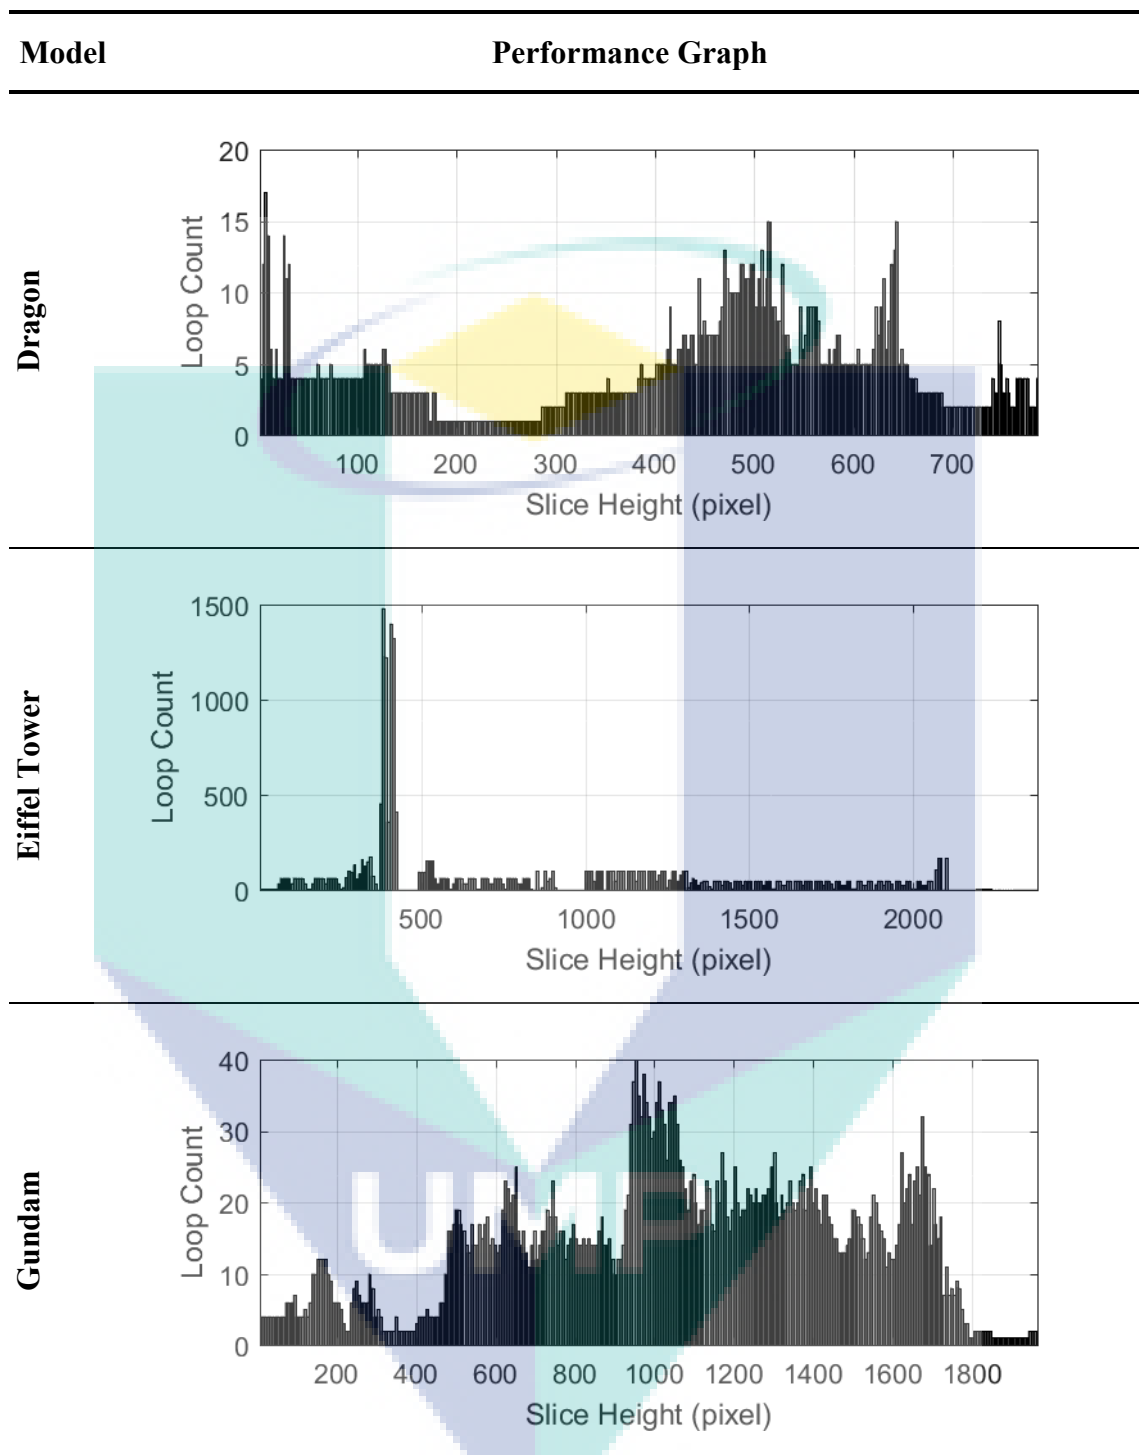 Model Performance Graph
Dragon
Loop Count
20
15
10
5
0
100 200 300 400 500 600 700
Slice Height (pixel)
Eiffel Tower
Loop Count
1500
1000
500
0
500 1000 1500 2000
Slice Height (pixel)
Gundam
Loop Count
40
30
20
10
0
200 400 600 800 1000 1200 1400 1600 1800
Slice Height (pixel)
UMP